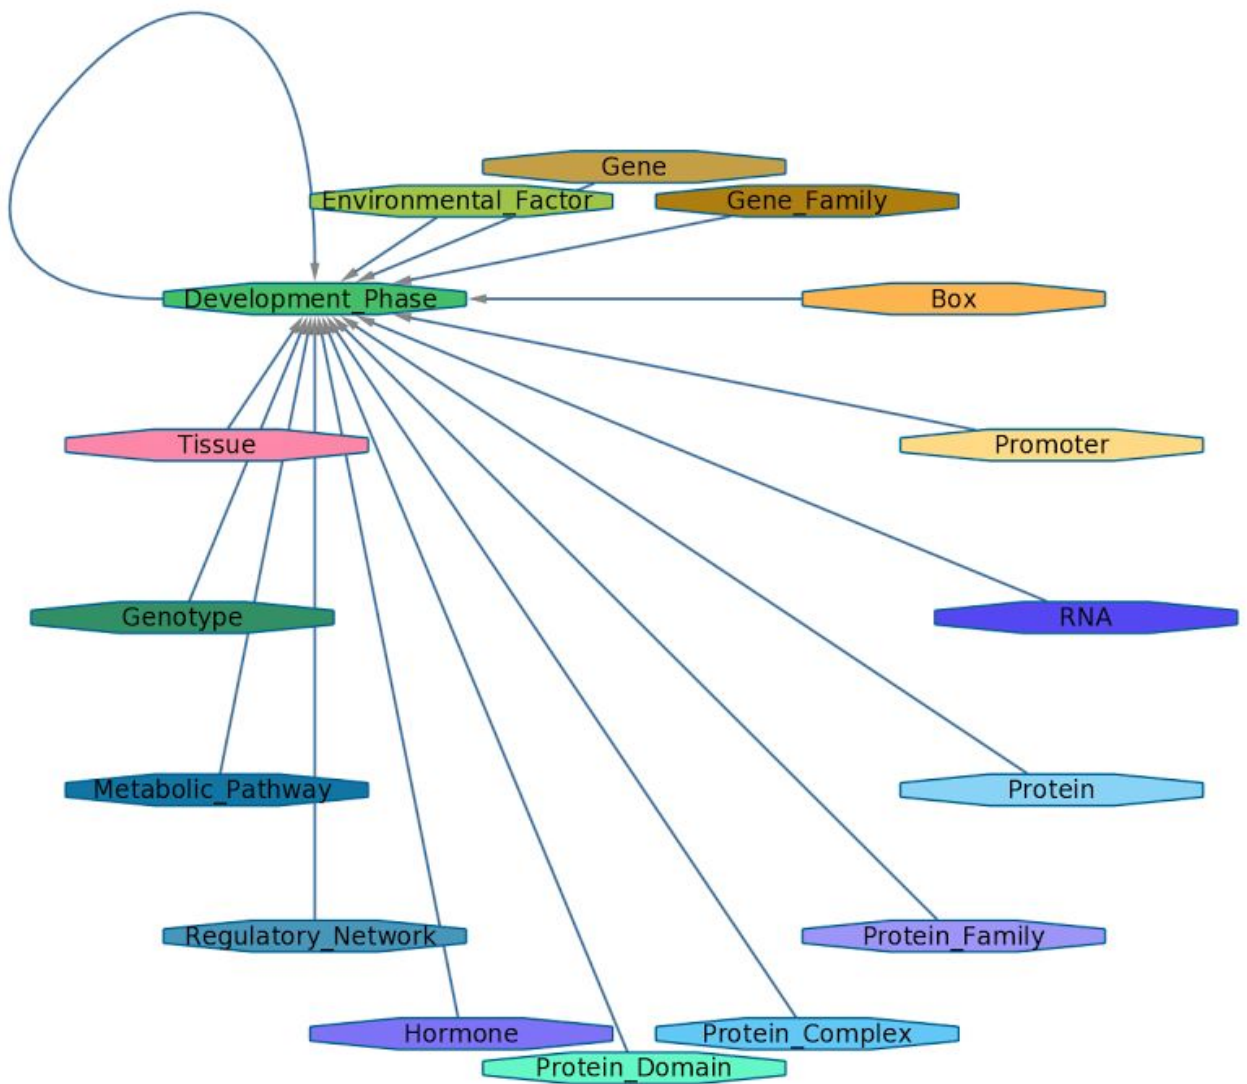 Gene
Environmental_Factor
Gene_Family
Development_Phase
Box
Tissue
Promoter
Genotype
RNA
Metabolic_Pathway
Protein
Regulatory_Network
Protein_Family
Hormone
Protein_Complex
Protein_Domain